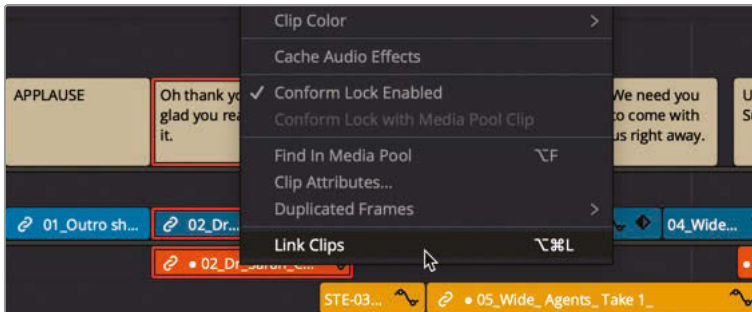 Clip Color
Cache Audio Effects
APPLAUSE
Oh thank yo
glad you rea
it.
✓ Conform Lock Enabled
Conform Lock with Media Pool Clip
We need you
to come with
us right away.
U
Su
Find In Media Pool ⌥F
Clip Attributes...
Duplicated Frames
Link Clips ⌥⌘L
01_Outro sh...
02_Dr...
04_Wide...
02_Dr_Sarah_C...
STE-03...
05_Wide_ Agents_ Take 1_